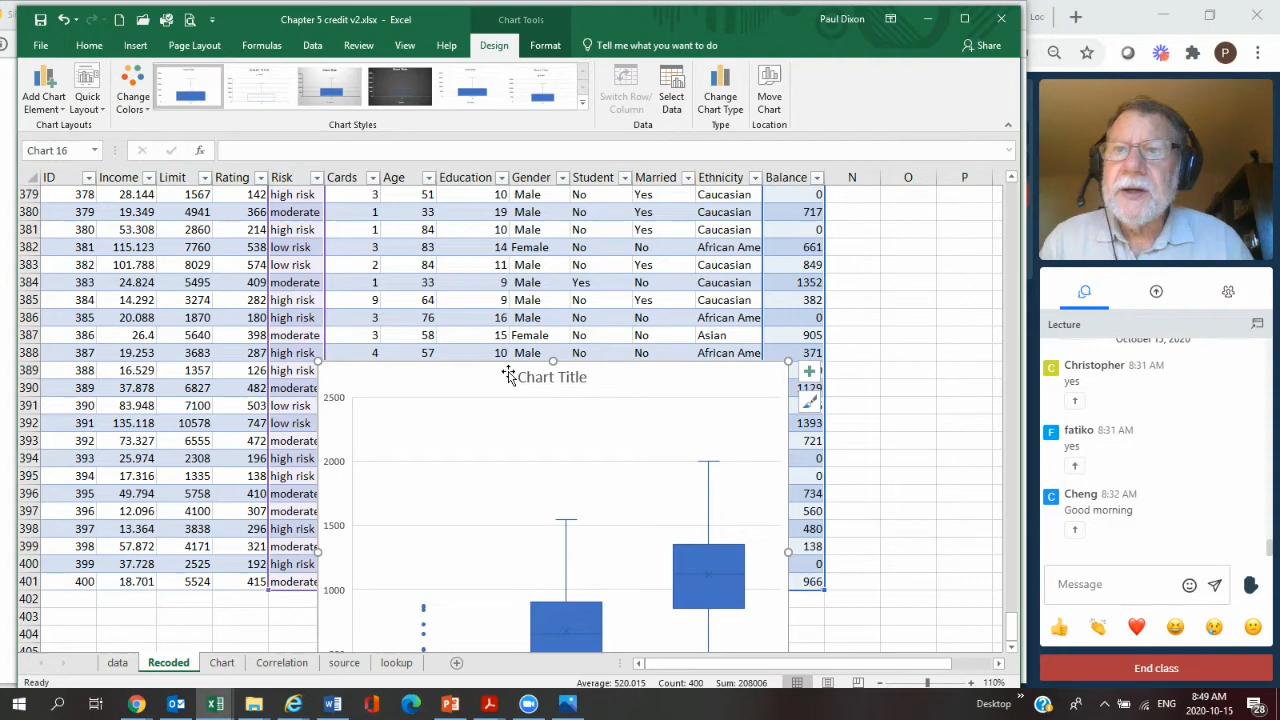 Chapter 5 credit v2.xlsx - Excel
Chart Tools
Paul Dixon
File Home Insert Page Layout Formulas Data Review View Help Design Format Tell me what you want to do Share
Add Chart Element
Quick Layout
Change Colors
Switch Row/Column
Select Data
Change Chart Type
Move Chart
Chart Layouts Chart Styles Data Type Location
Chart 16 fx
ID Income Limit Rating Risk Cards Age Education Gender Student Married Ethnicity Balance N O P
379 378 28.144 1567 142 high risk 3 51 10 Male No Yes Caucasian 0
380 379 19.349 4941 366 moderate 1 33 19 Male No Yes Caucasian 717
381 380 53.308 2860 214 high risk 1 84 10 Male No Yes Caucasian 0
382 381 115.123 7760 538 low risk 3 83 14 Female No No African Ame 661
383 382 101.788 8029 574 low risk 2 84 11 Male No Yes Caucasian 849
384 383 24.824 5495 409 moderate 1 33 9 Male Yes No Caucasian 1352
385 384 14.292 3274 282 high risk 9 64 9 Male No Yes Caucasian 382
386 385 20.088 1870 180 high risk 3 76 16 Male No No African Ame 0
387 386 26.4 5640 398 moderate 3 58 15 Female No No Asian 905
388 387 19.253 3683 287 high risk 4 57 10 Male No No African Ame 371
389 388 16.529 1357 126 high risk
390 389 37.878 6827 482 moderate 1129
391 390 83.948 7100 503 low risk
392 391 135.118 10578 747 low risk 1393
393 392 73.327 6555 472 moderate 721
394 393 25.974 2308 196 high risk 0
395 394 17.316 1335 138 high risk 0
396 395 49.794 5758 410 moderate 734
397 396 12.096 4100 307 moderate 560
398 397 13.364 3838 296 high risk 480
399 398 57.872 4171 321 moderate 138
400 399 37.728 2525 192 high risk 0
401 400 18.701 5524 415 moderate 966
402
403
404
Chart Title
2500
2000
1500
1000
data Recoded Chart Correlation source lookup
Ready Average: 520.015 Count: 400 Sum: 208006 110%
P
Lecture
October 15, 2020
C Christopher 8:31 AM
yes
F fatiko 8:31 AM
yes
C Cheng 8:32 AM
Good morning
Message
End class
Desktop
ENG
8:49 AM
2020-10-15
28